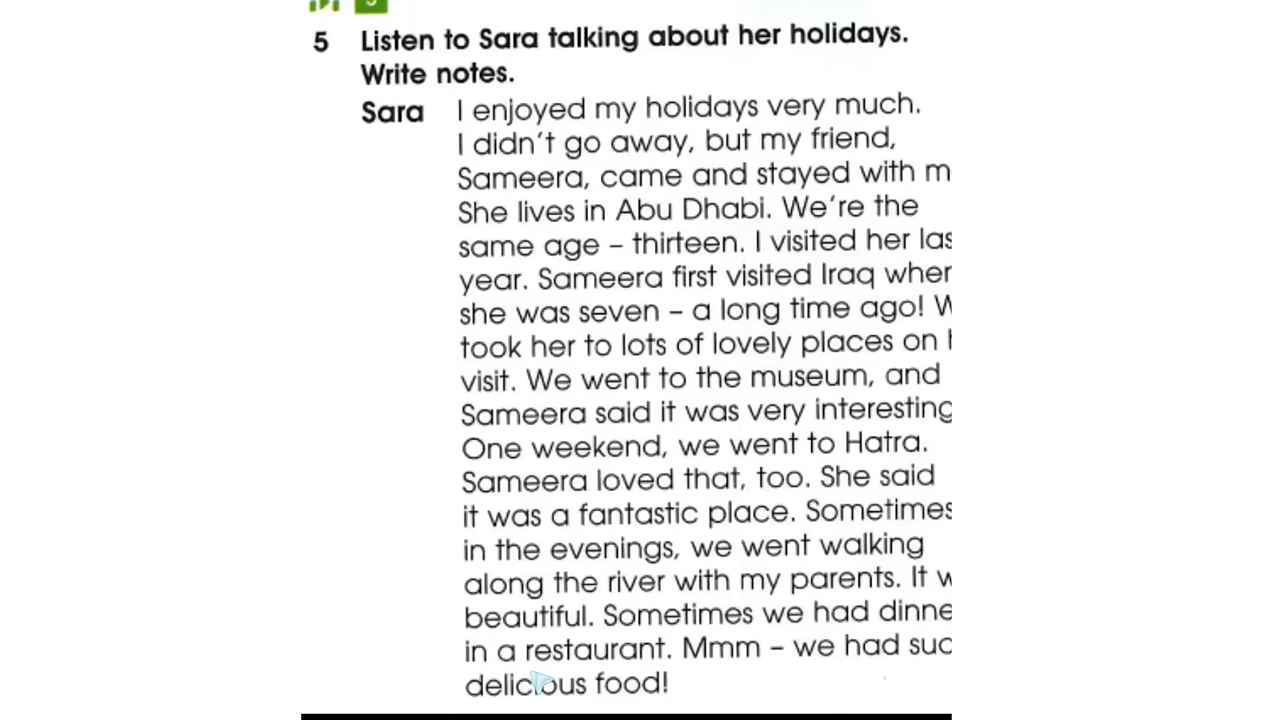 5 Listen to Sara talking about her holidays.
Write notes.
Sara I enjoyed my holidays very much.
I didn't go away, but my friend,
Sameera, came and stayed with m
She lives in Abu Dhabi. We're the
same age – thirteen. I visited her las
year. Sameera first visited Iraq when
she was seven – a long time ago! W
took her to lots of lovely places on
visit. We went to the museum, and
Sameera said it was very interesting
One weekend, we went to Hatra.
Sameera loved that, too. She said
it was a fantastic place. Sometimes
in the evenings, we went walking
along the river with my parents. It w
beautiful. Sometimes we had dinne
in a restaurant. Mmm – we had suc
delicious food!